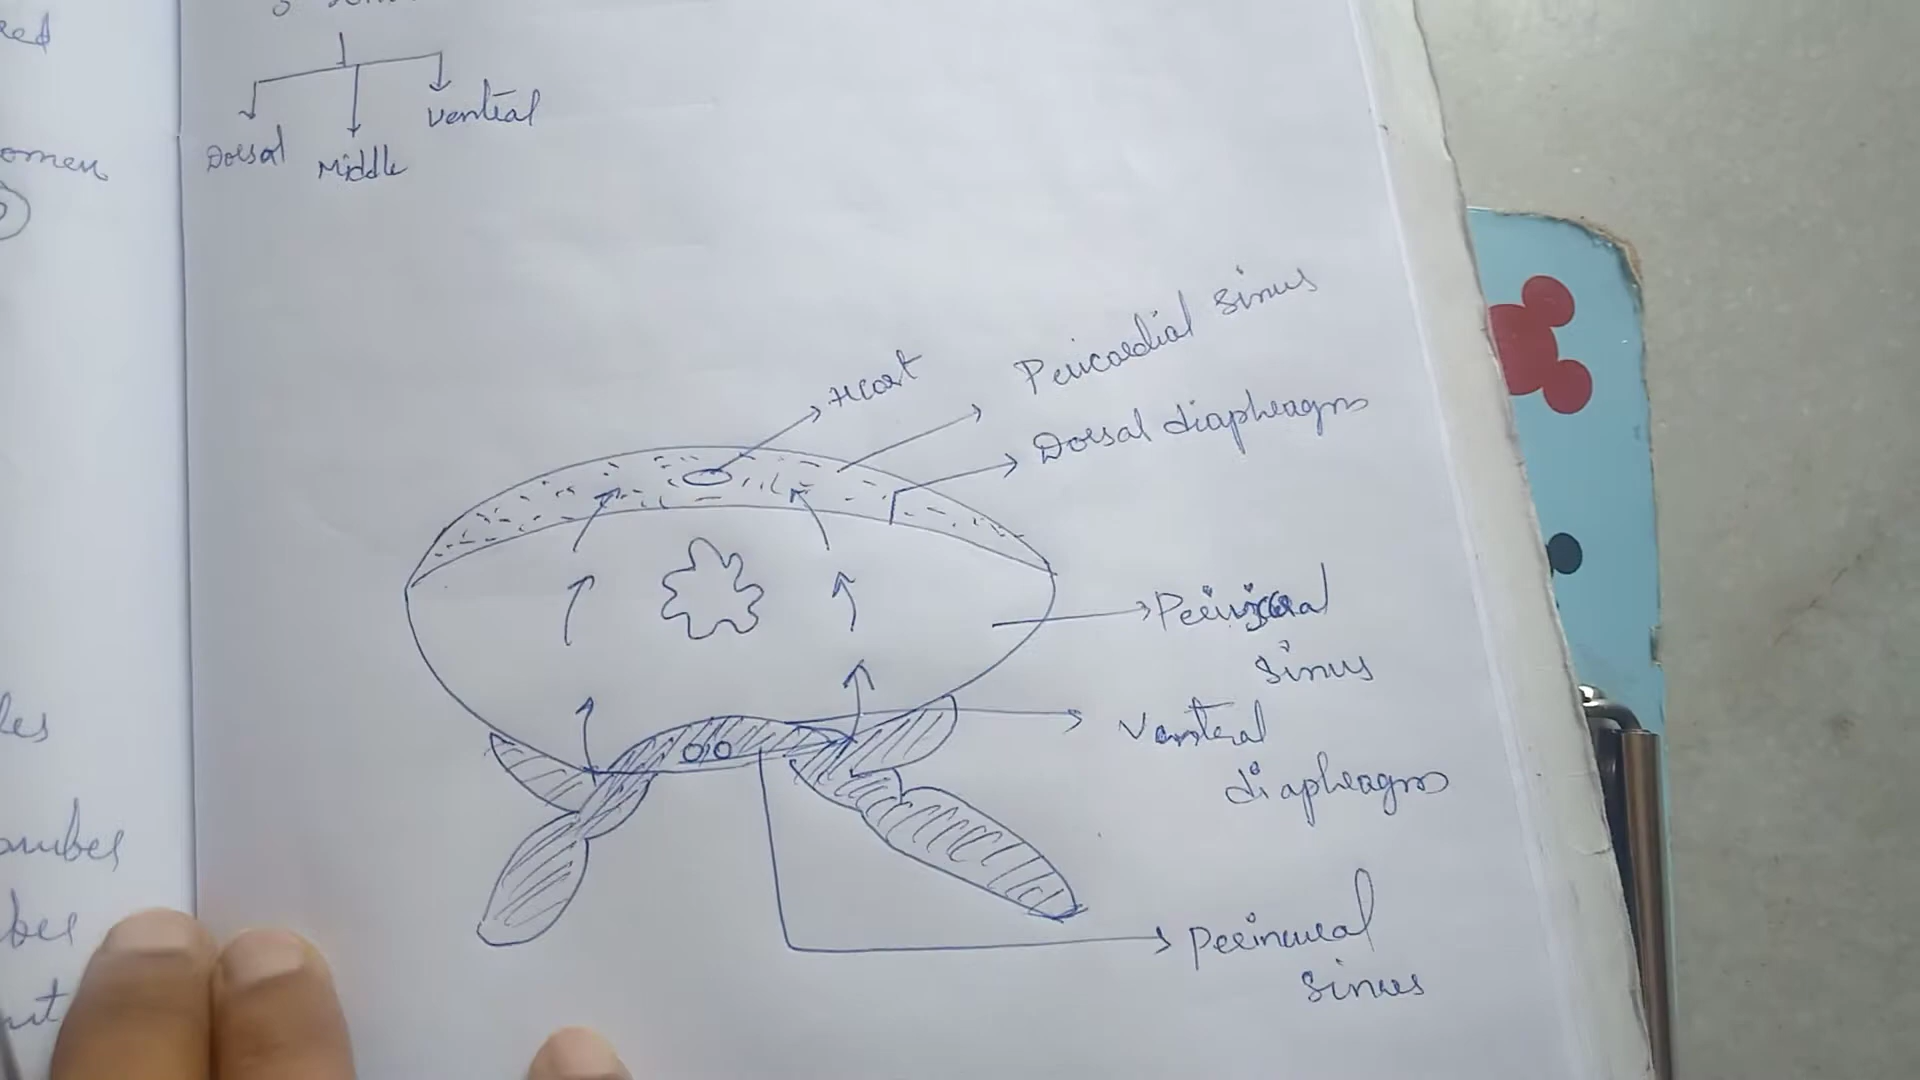 Dorsal
Middle
Ventral
Heart
Pericardial sinus
Dorsal diaphragm
Perivisceral
sinus
Ventral
diaphragm
Perineural
sinus